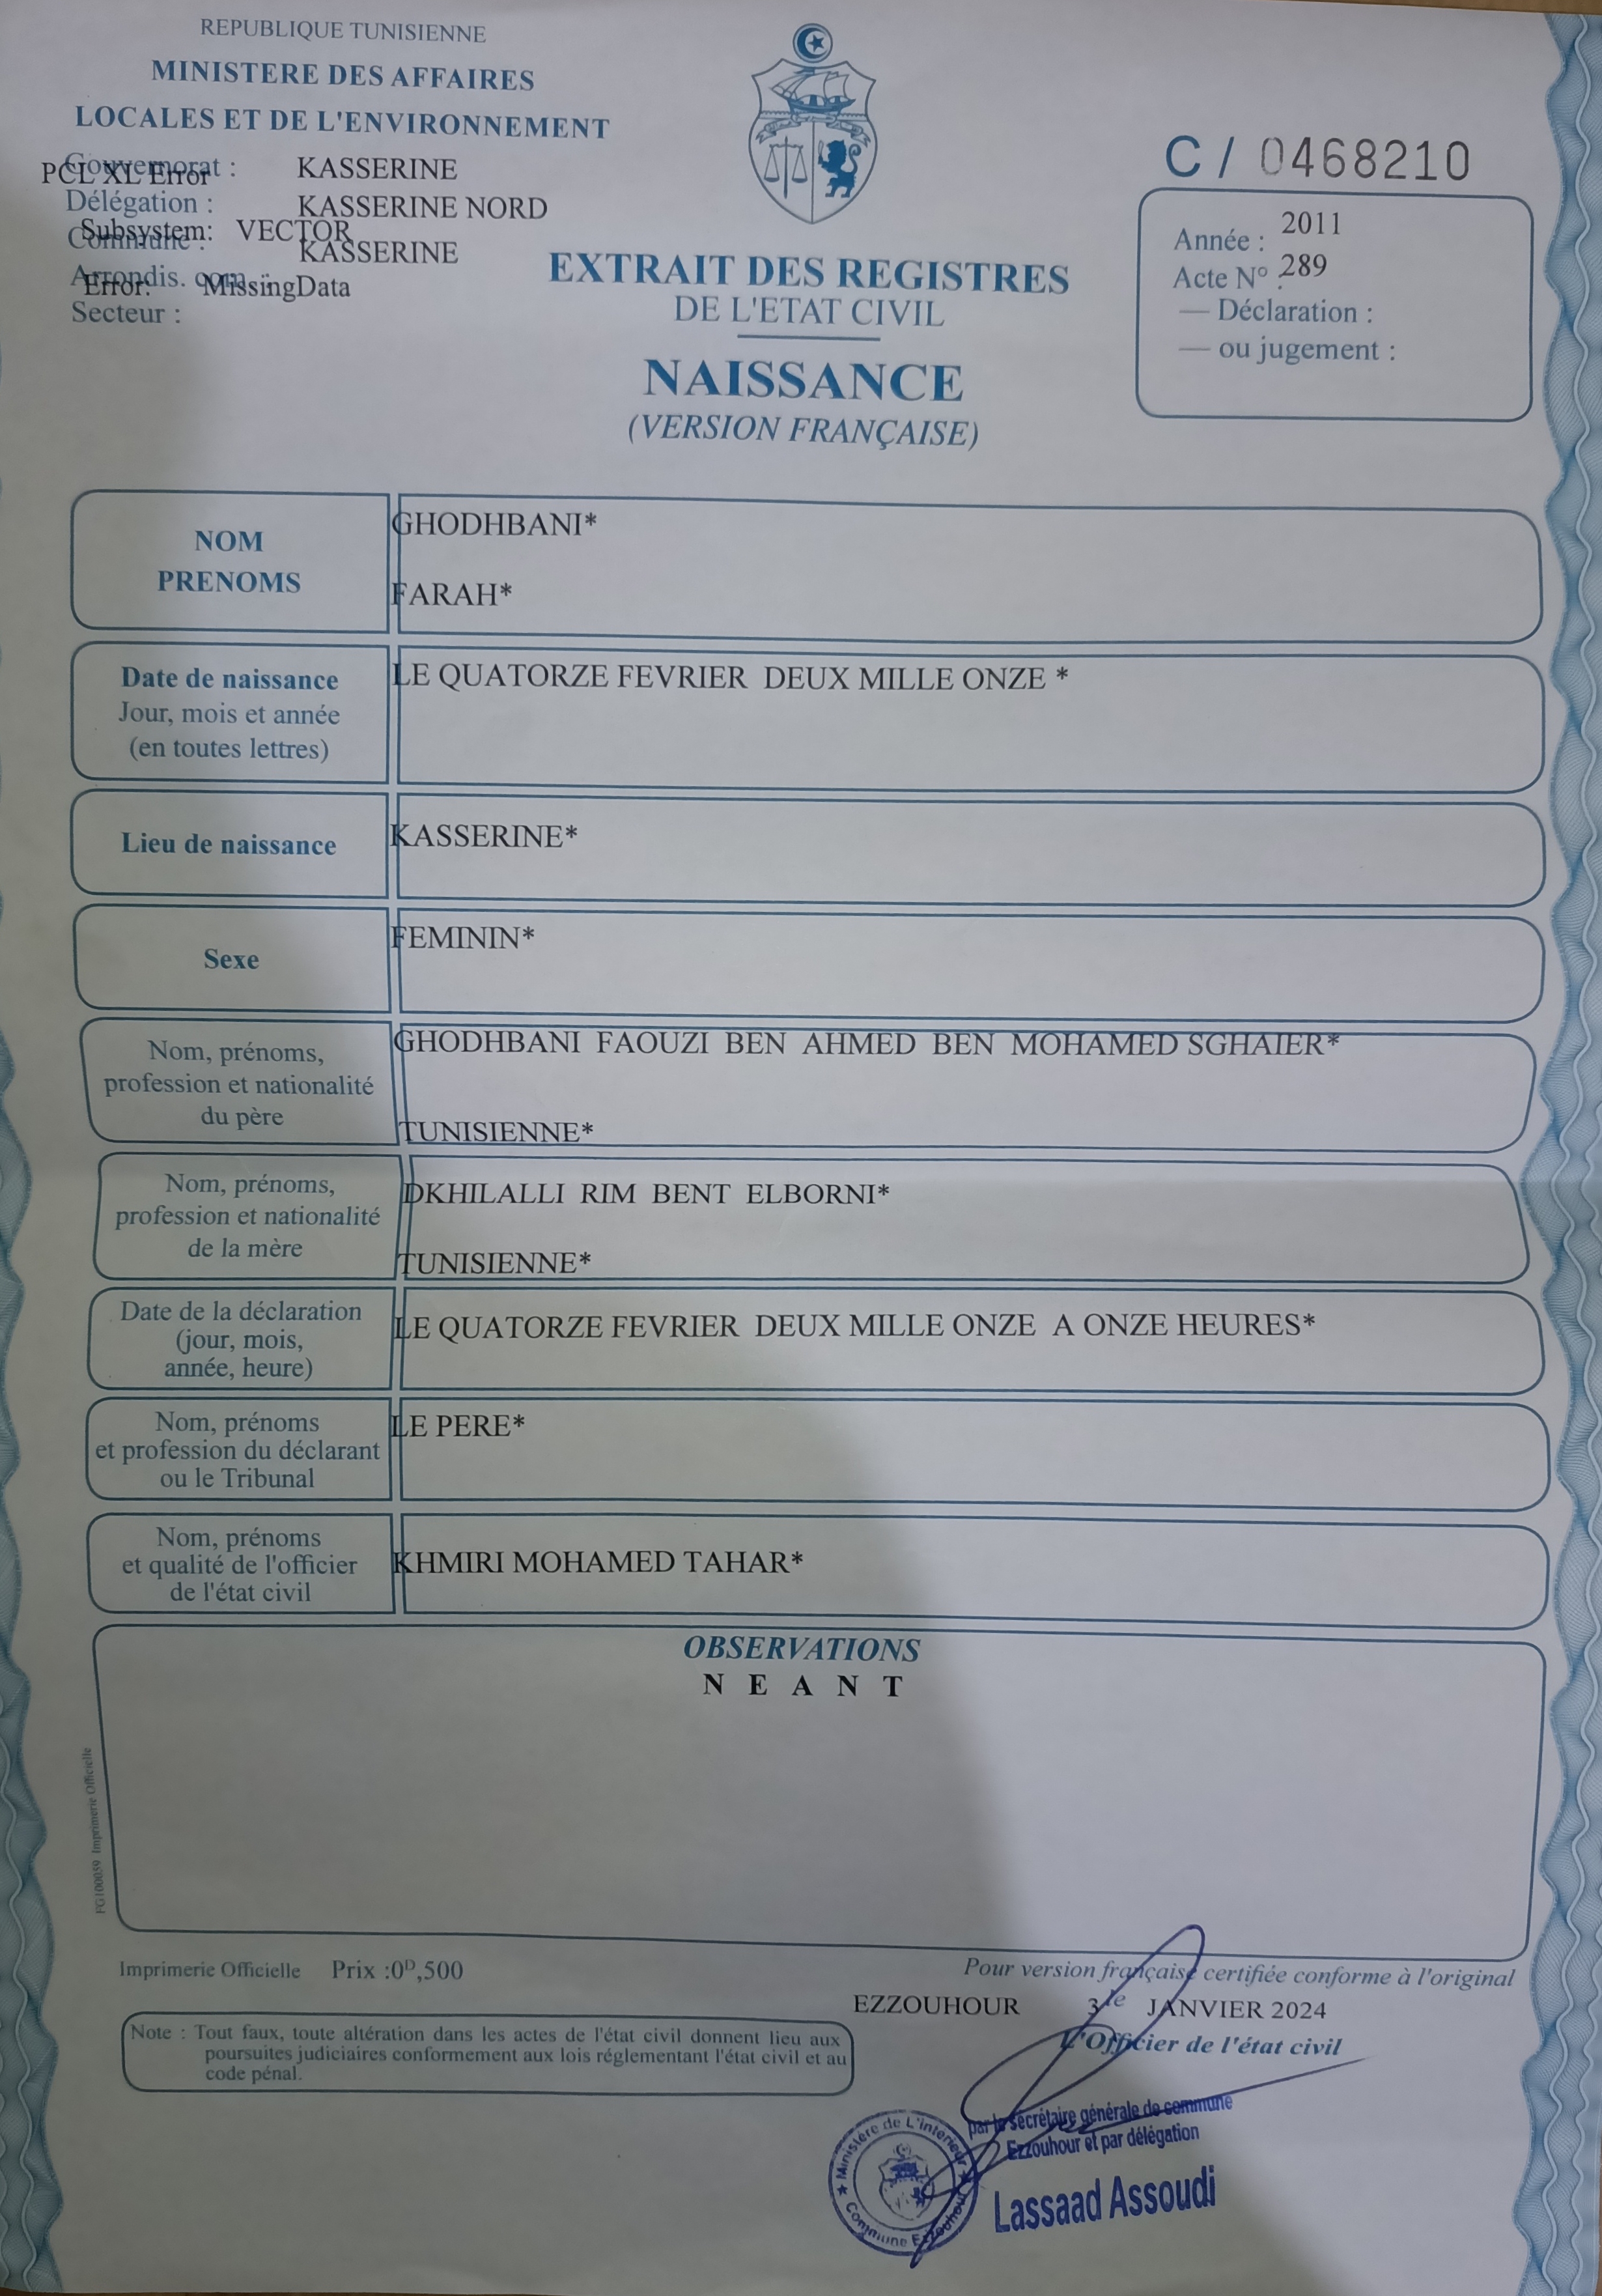 REPUBLIQUE TUNISIENNE
MINISTERE DES AFFAIRES
LOCALES ET DE L'ENVIRONNEMENT
Gouvernorat : KASSERINE
PCL XL Error
Délégation : KASSERINE NORD
Subsystem: VECTOR
Commune : KASSERINE
Arrondis. com. :
Error: MissingData
Secteur :
C / 0468210
Année : 2011
Acte N° : 289
— Déclaration :
— ou jugement :
EXTRAIT DES REGISTRES
DE L'ETAT CIVIL
NAISSANCE
(VERSION FRANÇAISE)
NOM
PRENOMS
GHODHBANI*
FARAH*
Date de naissance
Jour, mois et année
(en toutes lettres)
LE QUATORZE FEVRIER DEUX MILLE ONZE *
Lieu de naissance
KASSERINE*
Sexe
FEMININ*
Nom, prénoms,
profession et nationalité
du père
GHODHBANI FAOUZI BEN AHMED BEN MOHAMED SGHAIER*
TUNISIENNE*
Nom, prénoms,
profession et nationalité
de la mère
DKHILALLI RIM BENT ELBORNI*
TUNISIENNE*
Date de la déclaration
(jour, mois,
année, heure)
LE QUATORZE FEVRIER DEUX MILLE ONZE A ONZE HEURES*
Nom, prénoms
et profession du déclarant
ou le Tribunal
LE PERE*
Nom, prénoms
et qualité de l'officier
de l'état civil
KHMIRI MOHAMED TAHAR*
OBSERVATIONS
N E A N T
FG100059 Imprimerie Officielle
Imprimerie Officielle Prix :0D,500
Pour version française certifiée conforme à l'original
EZZOUHOUR 3 le JANVIER 2024
L'Officier de l'état civil
Note : Tout faux, toute altération dans les actes de l'état civil donnent lieu aux
poursuites judiciaires conformement aux lois réglementant l'état civil et au
code pénal.
par le secrétaire générale de commune
Ezzouhour et par délégation
Lassaad Assoudi
Ministère de L'interieur
Commune Ezzouhour